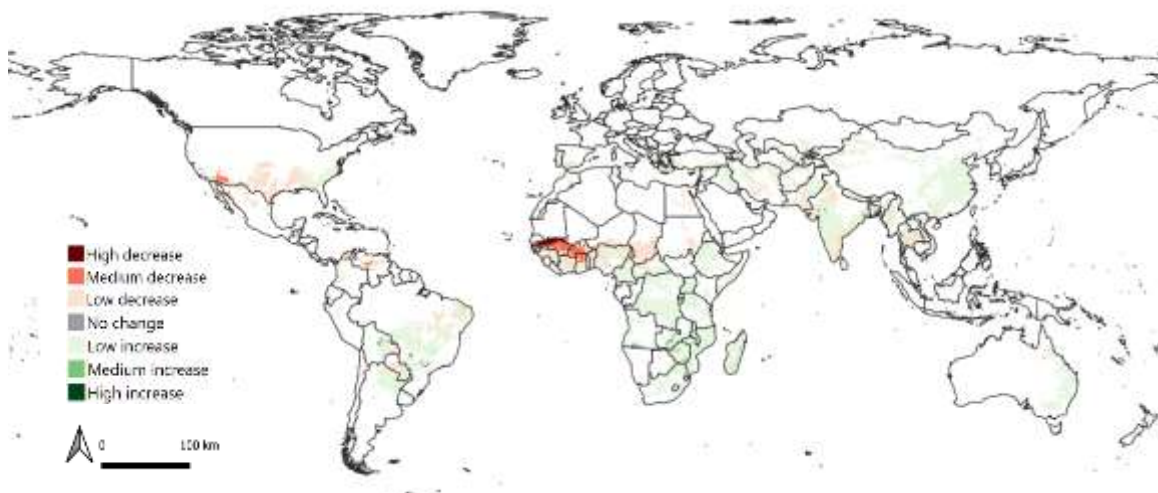 High decrease
Medium decrease
Low decrease
No change
Low increase
Medium increase
High increase
0 100 km